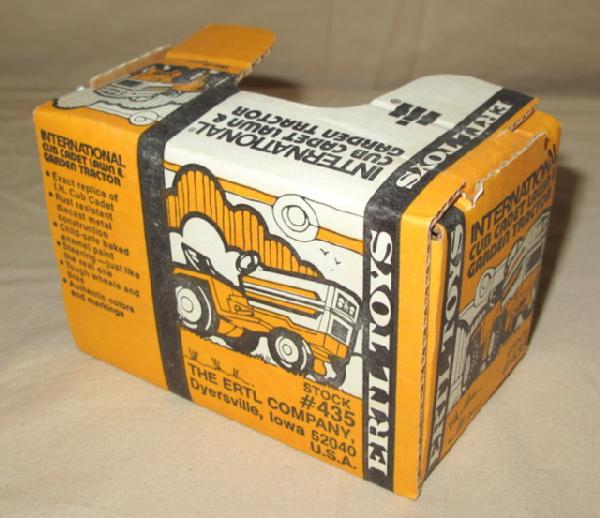 INTERNATIONAL
CUB CADET LAWN &
GARDEN TRACTOR
• Exact replica of
I.H. Cub Cadet
• Rust resistant
diecast metal
construction
• Child-safe baked
enamel paint
• Steering—just like
the real one
• Tough wheels and
tires
• Authentic colors
and markings
INTERNATIONAL®
CUB CADET LAWN &
GARDEN TRACTOR
ERTL TOYS
STOCK
#435
THE ERTL COMPANY,
Dyersville, Iowa 52040
U.S.A.
ERTL TOYS
INTERNATIONAL
CUB CADET LAWN &
GARDEN TRACTOR
ERTL TOYS